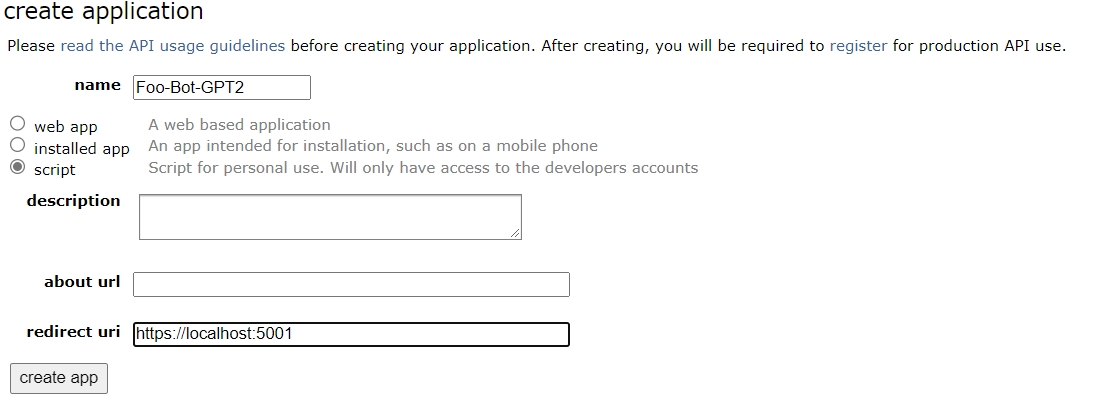 create application
Please read the API usage guidelines before creating your application. After creating, you will be required to register for production API use.
name Foo-Bot-GPT2
web app A web based application
installed app An app intended for installation, such as on a mobile phone
script Script for personal use. Will only have access to the developers accounts
description
about url
redirect uri https://localhost:5001
create app